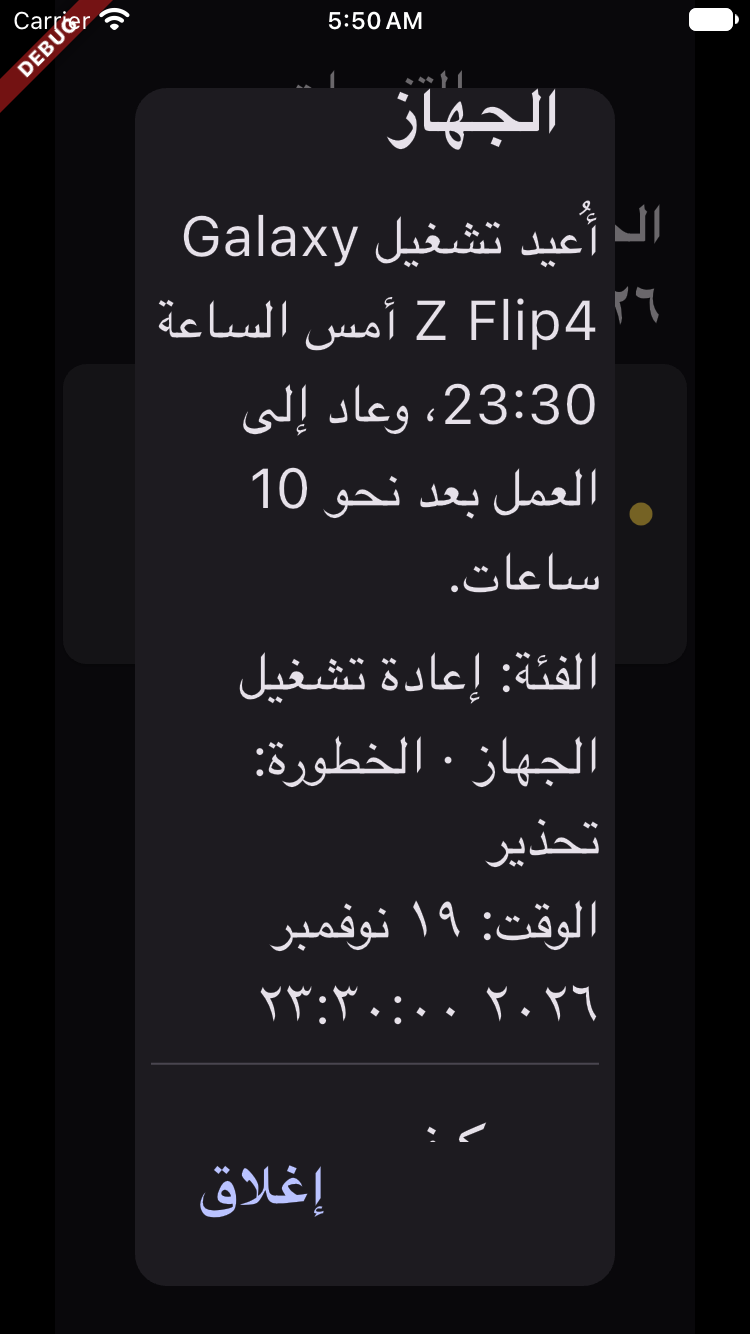 Carrier 5:50 AM
DEBUG
الجهاز
أُعيد تشغيل Galaxy
Z Flip4 أمس الساعة
23:30، وعاد إلى
العمل بعد نحو 10
ساعات.
الفئة: إعادة تشغيل
الجهاز · الخطورة:
تحذير
الوقت: ١٩ نوفمبر
٢٠٢٦ ٢٣:٣٠:٠٠
إغلاق